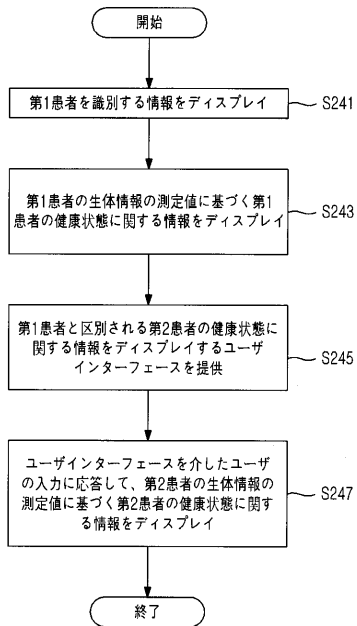 開始
第1患者を識別する情報をディスプレイ
S241
第1患者の生体情報の測定値に基づく第1
患者の健康状態に関する情報をディスプレイ
S243
第1患者と区別される第2患者の健康状態に
関する情報をディスプレイするユーザ
インターフェースを提供
S245
ユーザインターフェースを介したユーザ
の入力に応答して、第2患者の生体情報の
測定値に基づく第2患者の健康状態に関す
る情報をディスプレイ
S247
終了